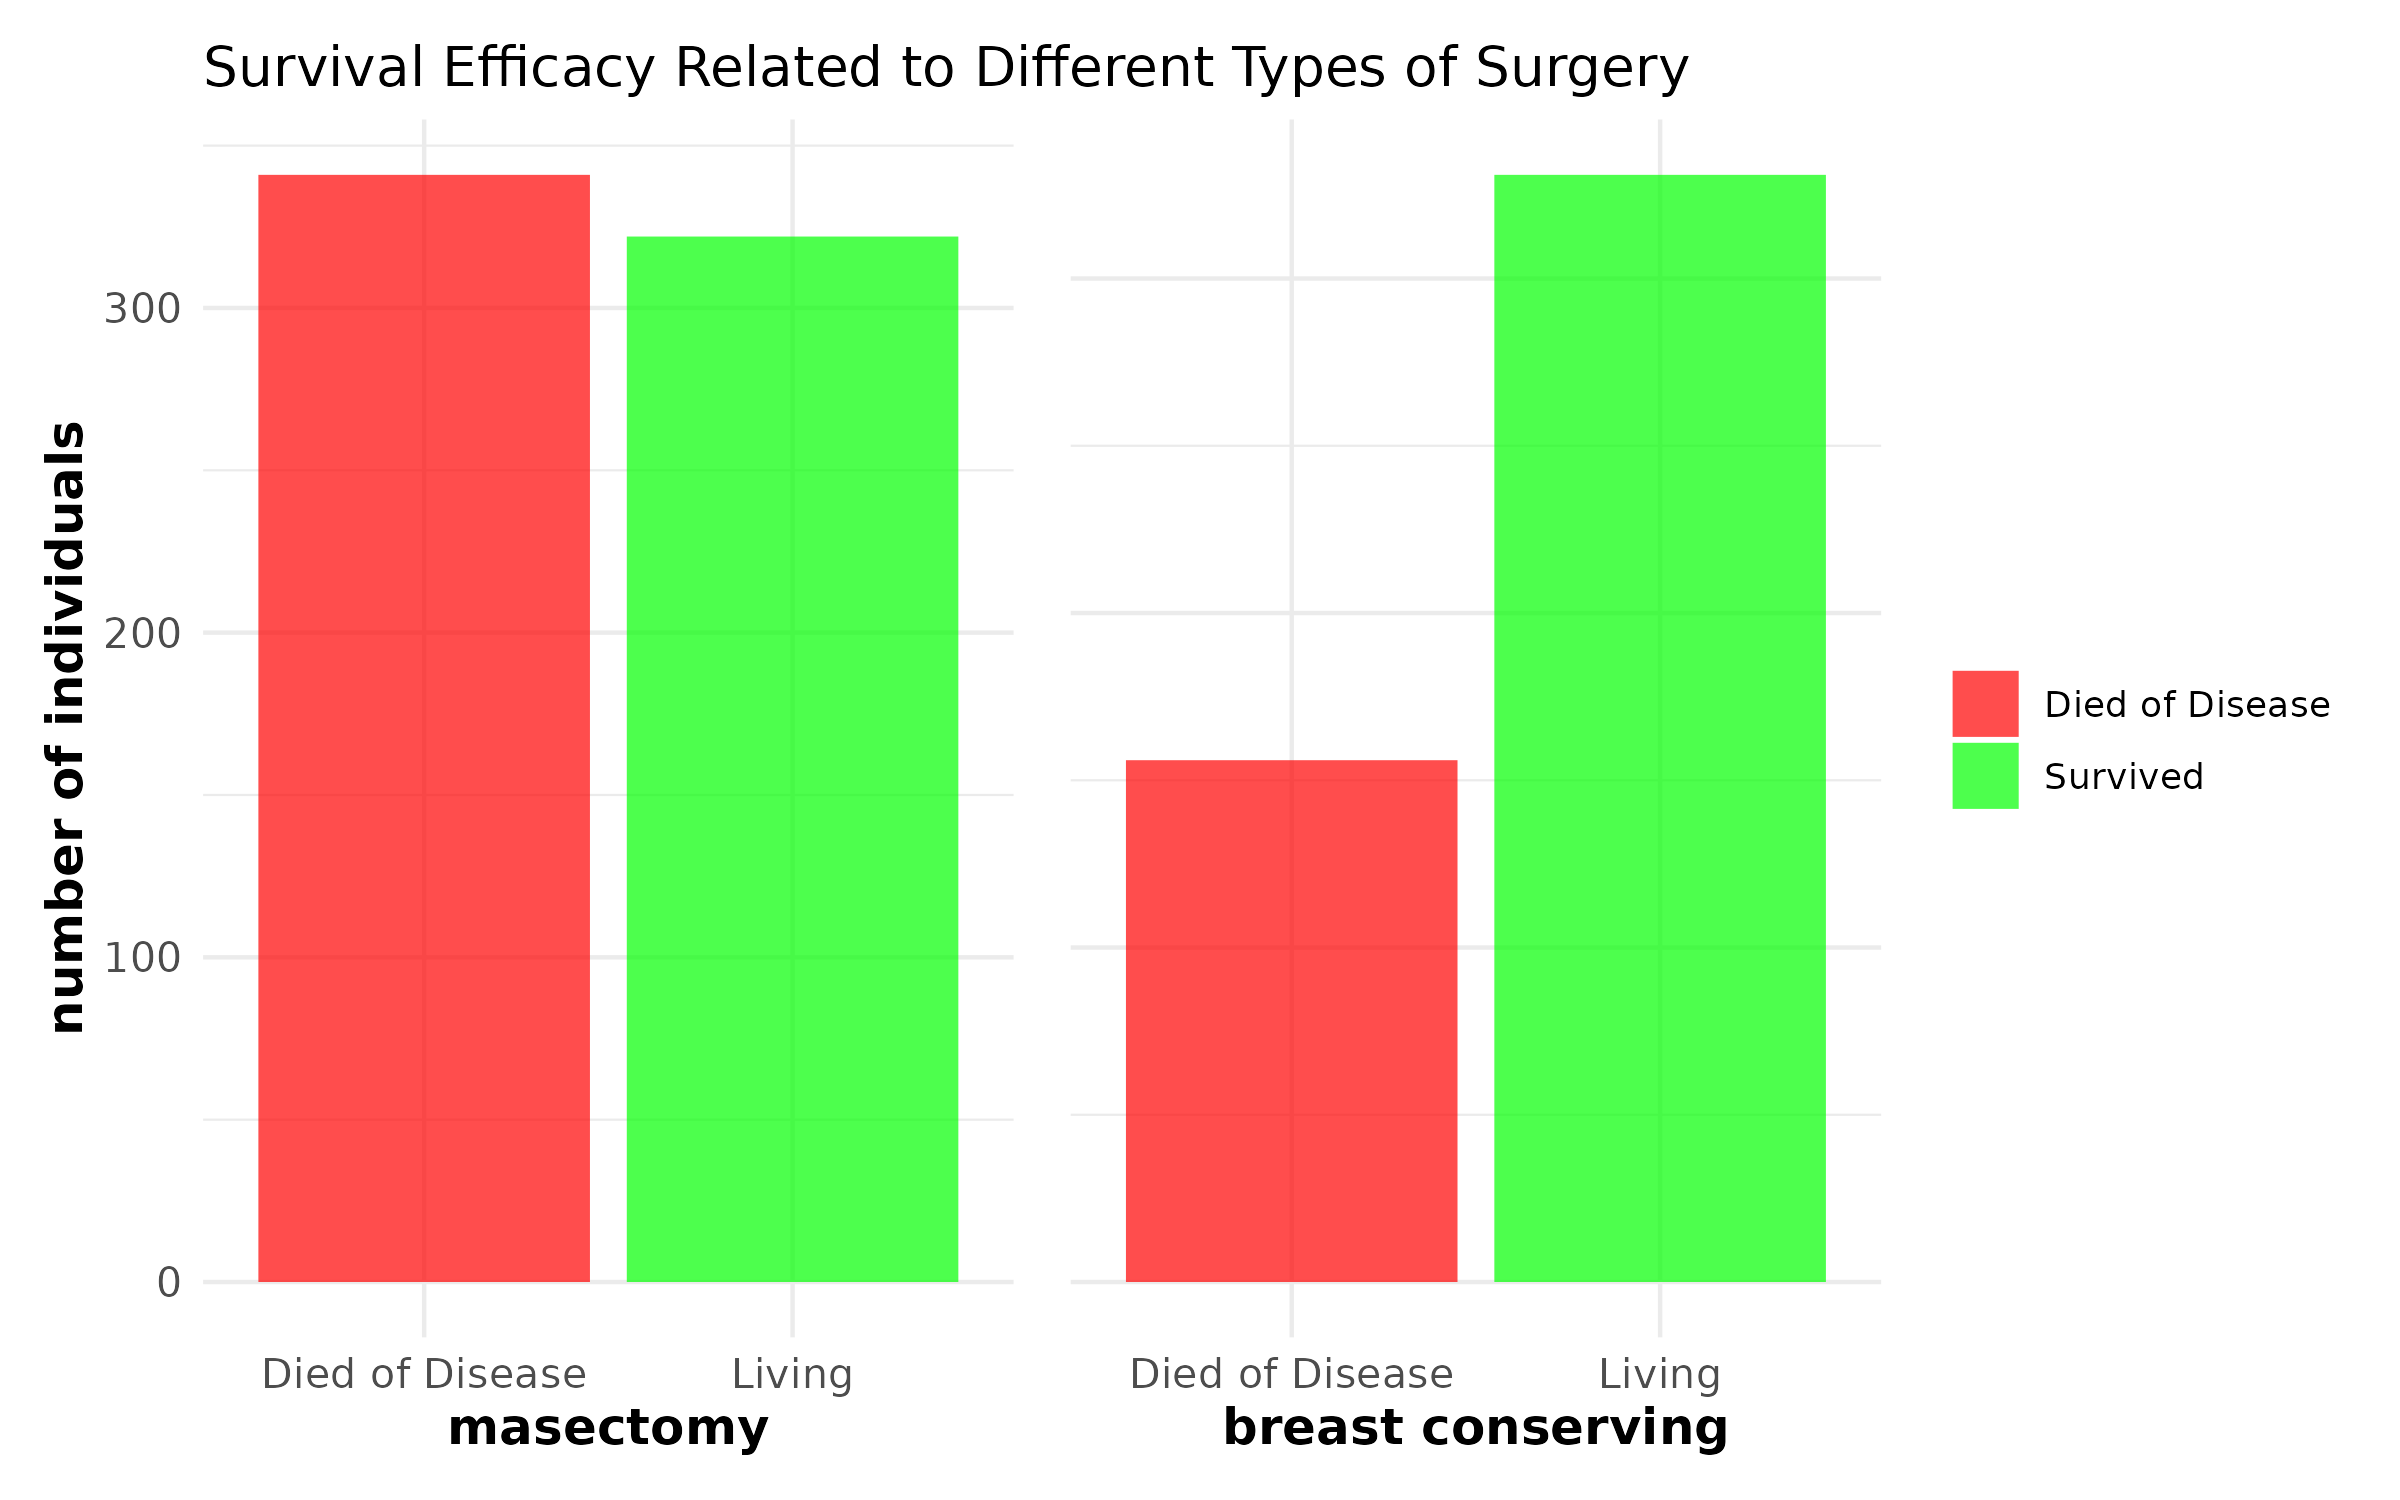 Survival Efficacy Related to Different Types of Surgery
number of individuals
300
200
100
0
Died of Disease
Living
masectomy
Died of Disease
Living
breast conserving
Died of Disease
Survived